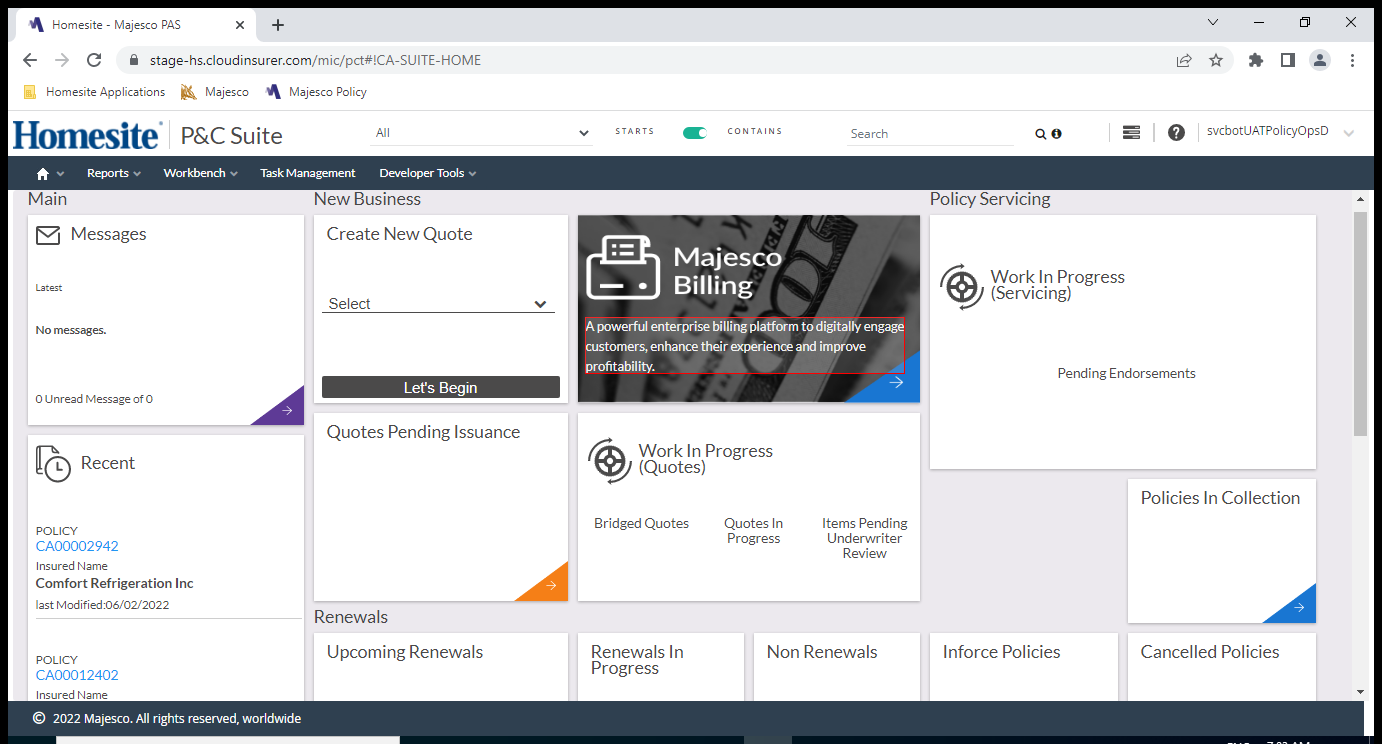 Homesite - Majesco PAS
stage-hs.cloudinsurer.com/mic/pct#!CA-SUITE-HOME
Homesite Applications
Majesco
Majesco Policy
Homesite
P&C Suite
All
STARTS
CONTAINS
Search
svcbotUATPolicyOpsD
Reports
Workbench
Task Management
Developer Tools
Main
Messages
Latest
No messages.
0 Unread Message of 0
Recent
POLICY
CA00002942
Insured Name
Comfort Refrigeration Inc
last Modified:06/02/2022
POLICY
CA00012402
Insured Name
New Business
Create New Quote
Select
Let's Begin
Majesco
Billing
A powerful enterprise billing platform to digitally engage
customers, enhance their experience and improve
profitability.
Quotes Pending Issuance
Work In Progress
(Quotes)
Bridged Quotes
Quotes In
Progress
Items Pending
Underwriter
Review
Policy Servicing
Work In Progress
(Servicing)
Pending Endorsements
Policies In Collection
Renewals
Upcoming Renewals
Renewals In
Progress
Non Renewals
Inforce Policies
Cancelled Policies
© 2022 Majesco. All rights reserved, worldwide